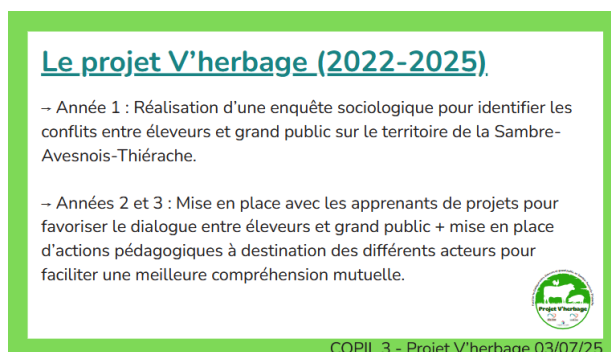 Le projet V'herbage (2022-2025)
→ Année 1 : Réalisation d'une enquête sociologique pour identifier les
conflits entre éleveurs et grand public sur le territoire de la Sambre-
Avesnois-Thiérache.
→ Années 2 et 3 : Mise en place avec les apprenants de projets pour
favoriser le dialogue entre éleveurs et grand public + mise en place
d'actions pédagogiques à destination des différents acteurs pour
faciliter une meilleure compréhension mutuelle.
Projet V'herbage
COPIL 3 - Projet V'herbage 03/07/25